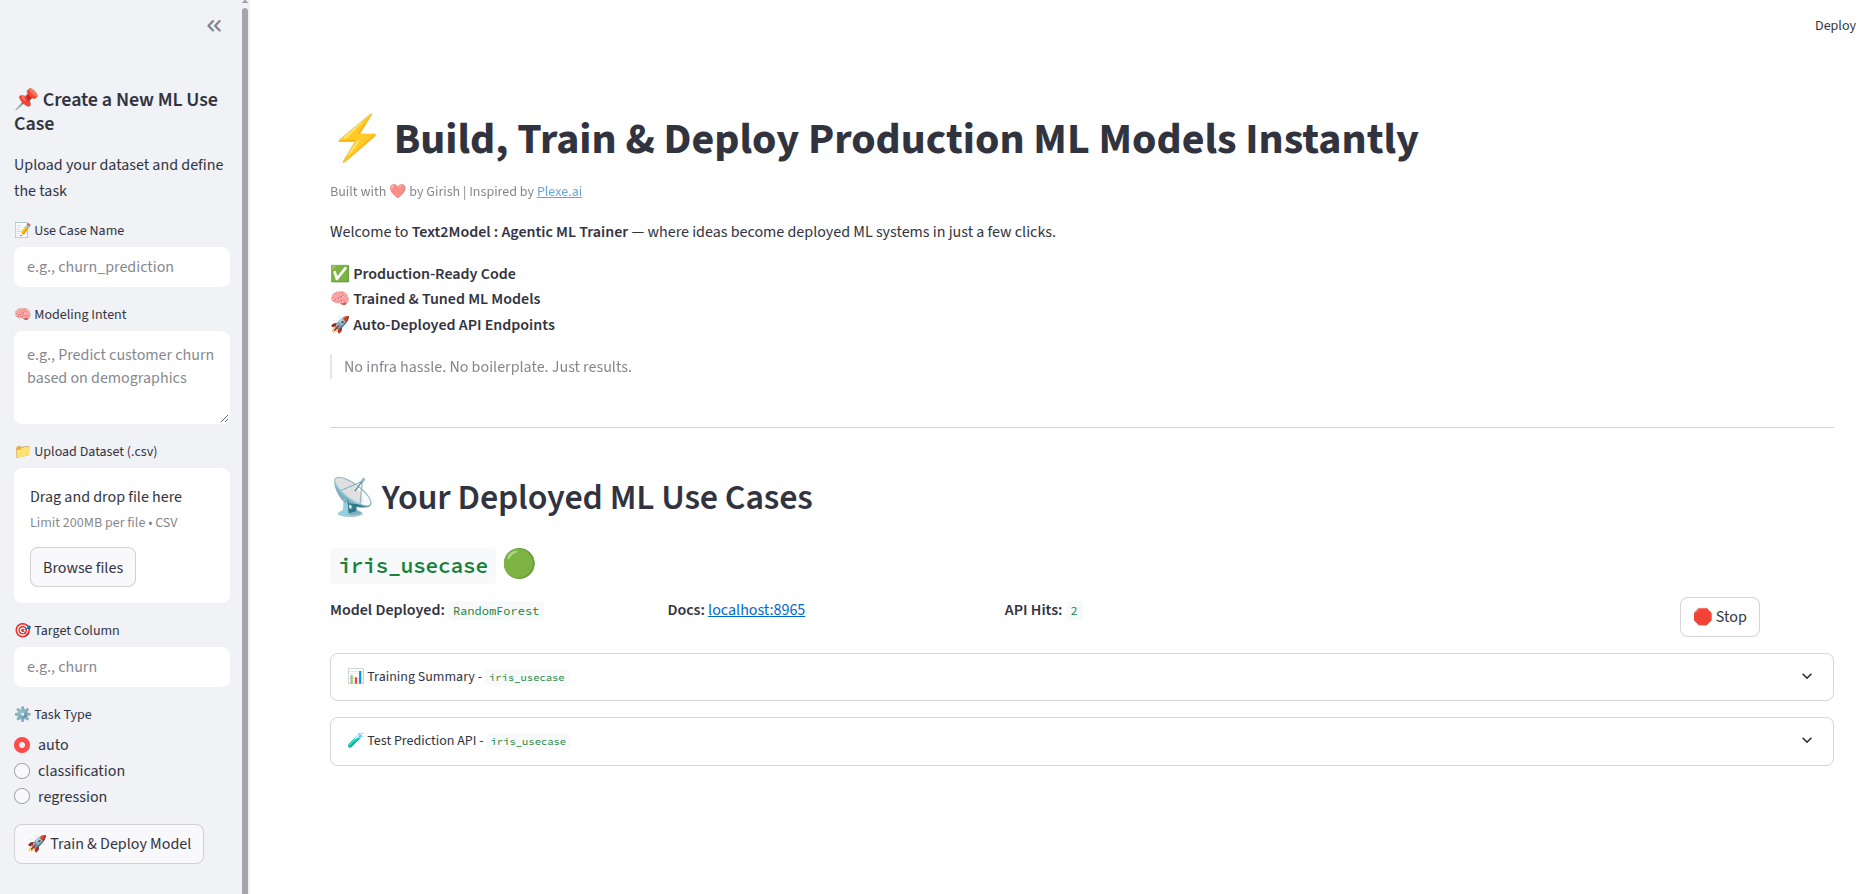 Deploy
📌 Create a New ML Use
Case
Upload your dataset and define
the task
📝 Use Case Name
e.g., churn_prediction
🧠 Modeling Intent
e.g., Predict customer churn
based on demographics
📁 Upload Dataset (.csv)
Drag and drop file here
Limit 200MB per file • CSV
Browse files
🎯 Target Column
e.g., churn
⚙️ Task Type
auto
classification
regression
🚀 Train & Deploy Model
⚡ Build, Train & Deploy Production ML Models Instantly
Built with ❤️ by Girish | Inspired by Plexe.ai
Welcome to Text2Model : Agentic ML Trainer — where ideas become deployed ML systems in just a few clicks.
✅ Production-Ready Code
🧠 Trained & Tuned ML Models
🚀 Auto-Deployed API Endpoints
No infra hassle. No boilerplate. Just results.
📡 Your Deployed ML Use Cases
iris_usecase 🟢
Model Deployed: RandomForest Docs: localhost:8965 API Hits: 2 🛑 Stop
📊 Training Summary - iris_usecase
🧪 Test Prediction API - iris_usecase